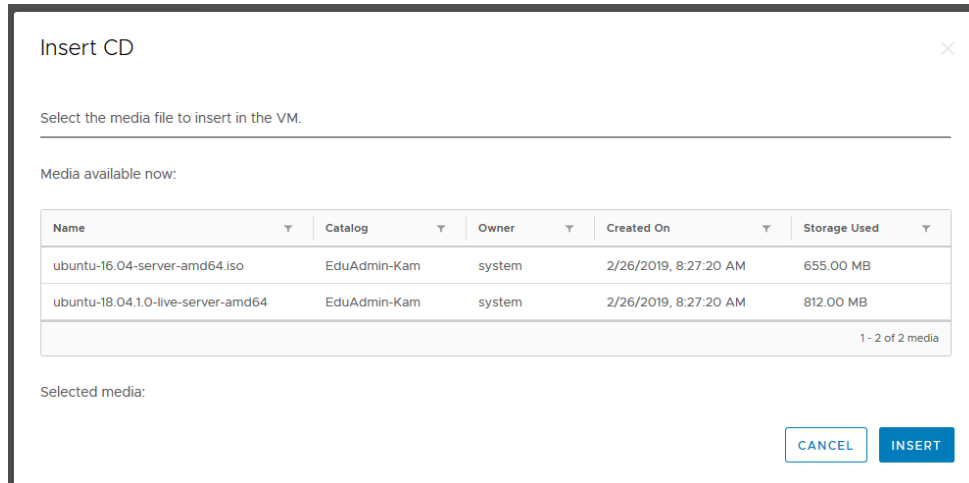 Insert CD
Select the media file to insert in the VM.
Media available now:
Name Catalog Owner Created On Storage Used
ubuntu-16.04-server-amd64.iso EduAdmin-Kam system 2/26/2019, 8:27:20 AM 655.00 MB
ubuntu-18.04.1.0-live-server-amd64 EduAdmin-Kam system 2/26/2019, 8:27:20 AM 812.00 MB
1 - 2 of 2 media
Selected media:
CANCEL INSERT